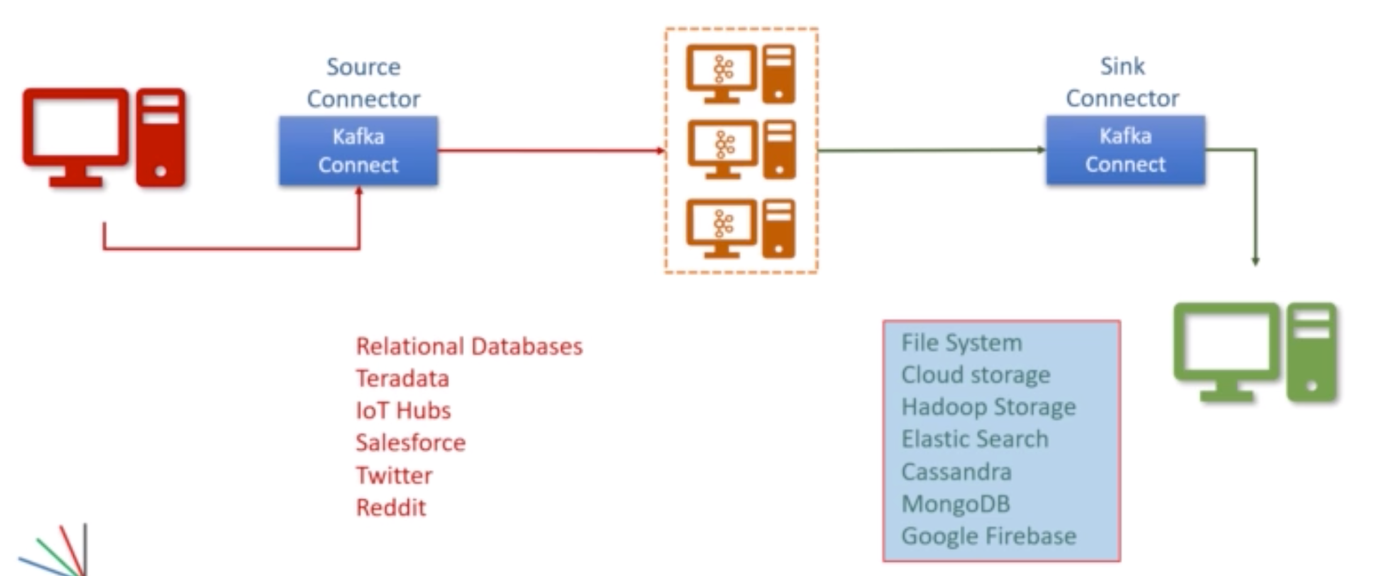 Source
Connector
Kafka
Connect
Sink
Connector
Kafka
Connect
Relational Databases
Teradata
IoT Hubs
Salesforce
Twitter
Reddit
File System
Cloud storage
Hadoop Storage
Elastic Search
Cassandra
MongoDB
Google Firebase